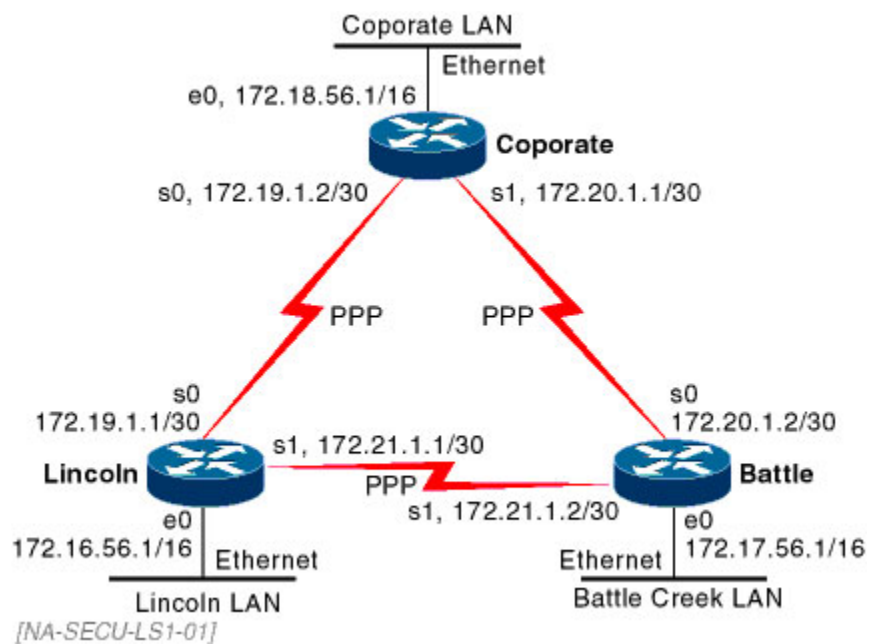 Coporate LAN
Ethernet
e0, 172.18.56.1/16
Coporate
s0, 172.19.1.2/30
s1, 172.20.1.1/30
PPP
PPP
s0
172.19.1.1/30
s0
172.20.1.2/30
s1, 172.21.1.1/30
Lincoln
PPP
Battle
s1, 172.21.1.2/30
e0
172.16.56.1/16
e0
172.17.56.1/16
Ethernet
Ethernet
Lincoln LAN
Battle Creek LAN
[NA-SECU-LS1-01]